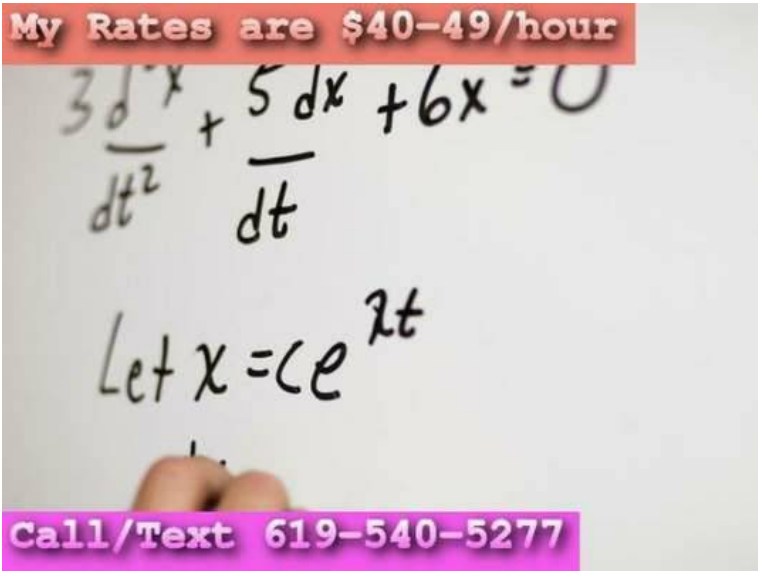 My Rates are $40-49/hour
3d²x/dt² + 5dx/dt + 6x = 0
Let x = ce^λt
Call/Text 619-540-5277